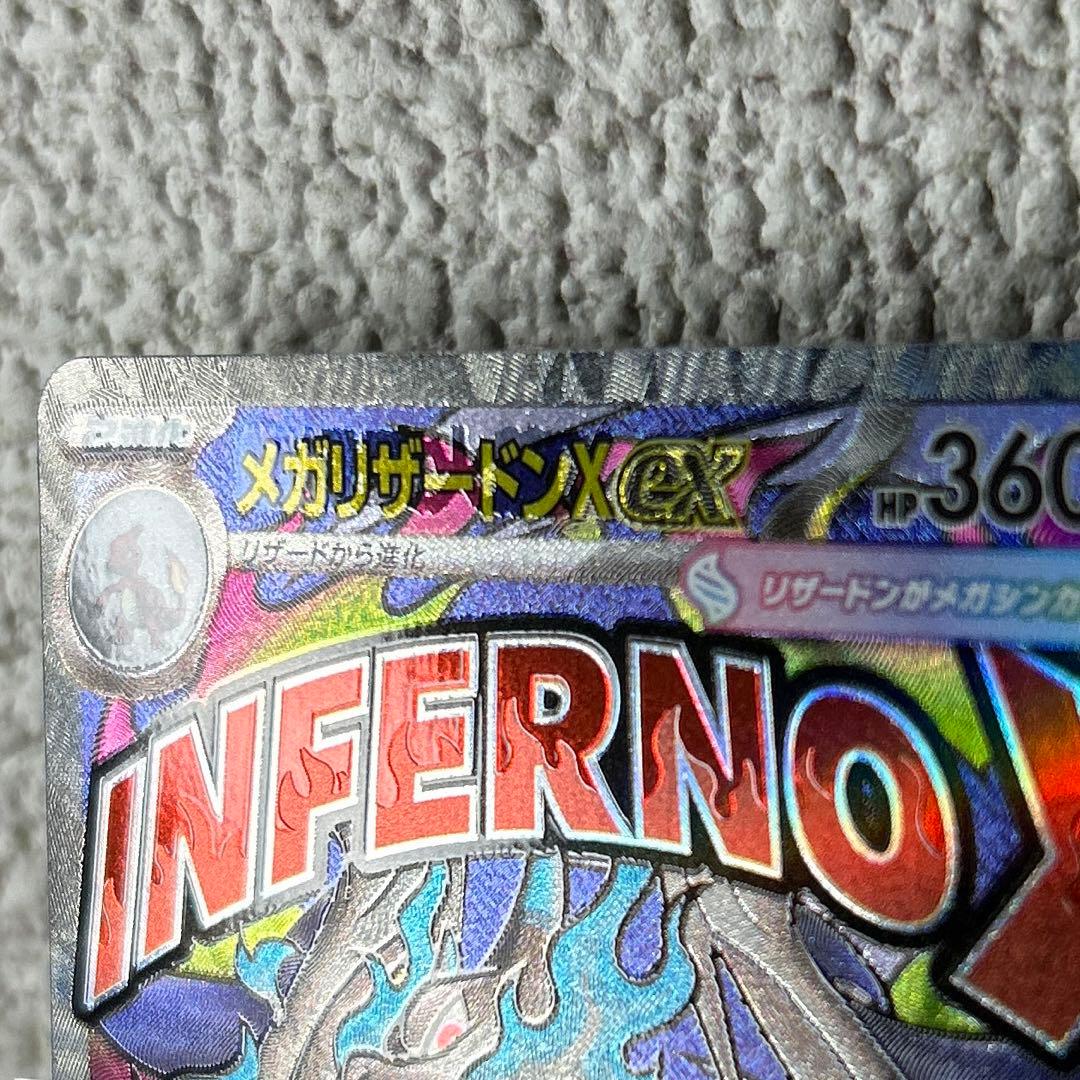 メガリザードンXex HP360
リザードから進化
リザードンがメガシンカ
INFERNO X